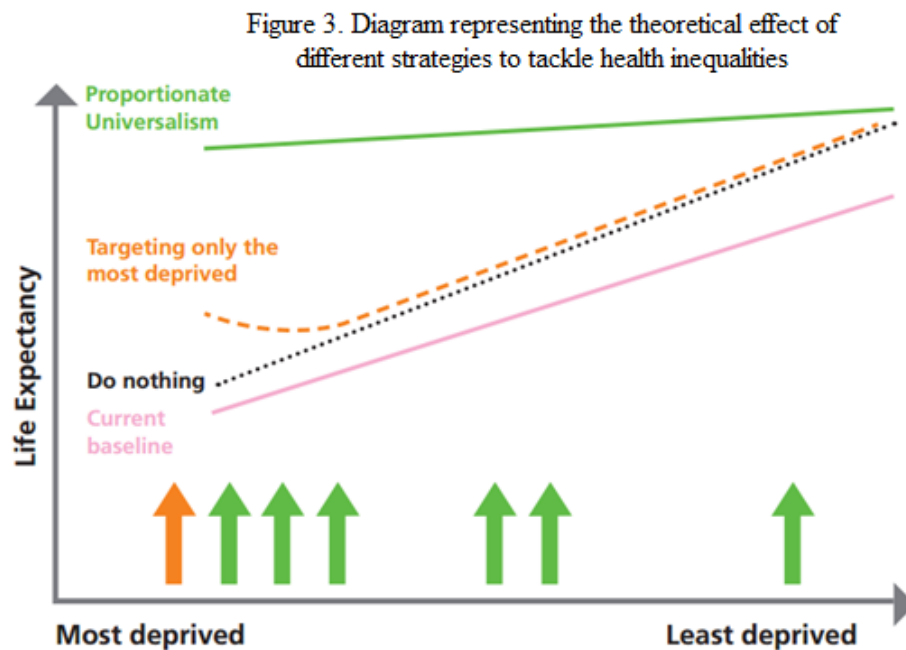 Figure 3. Diagram representing the theoretical effect of
different strategies to tackle health inequalities
Proportionate
Universalism
Targeting only the
most deprived
Do nothing
Current
baseline
Life Expectancy
Most deprived
Least deprived